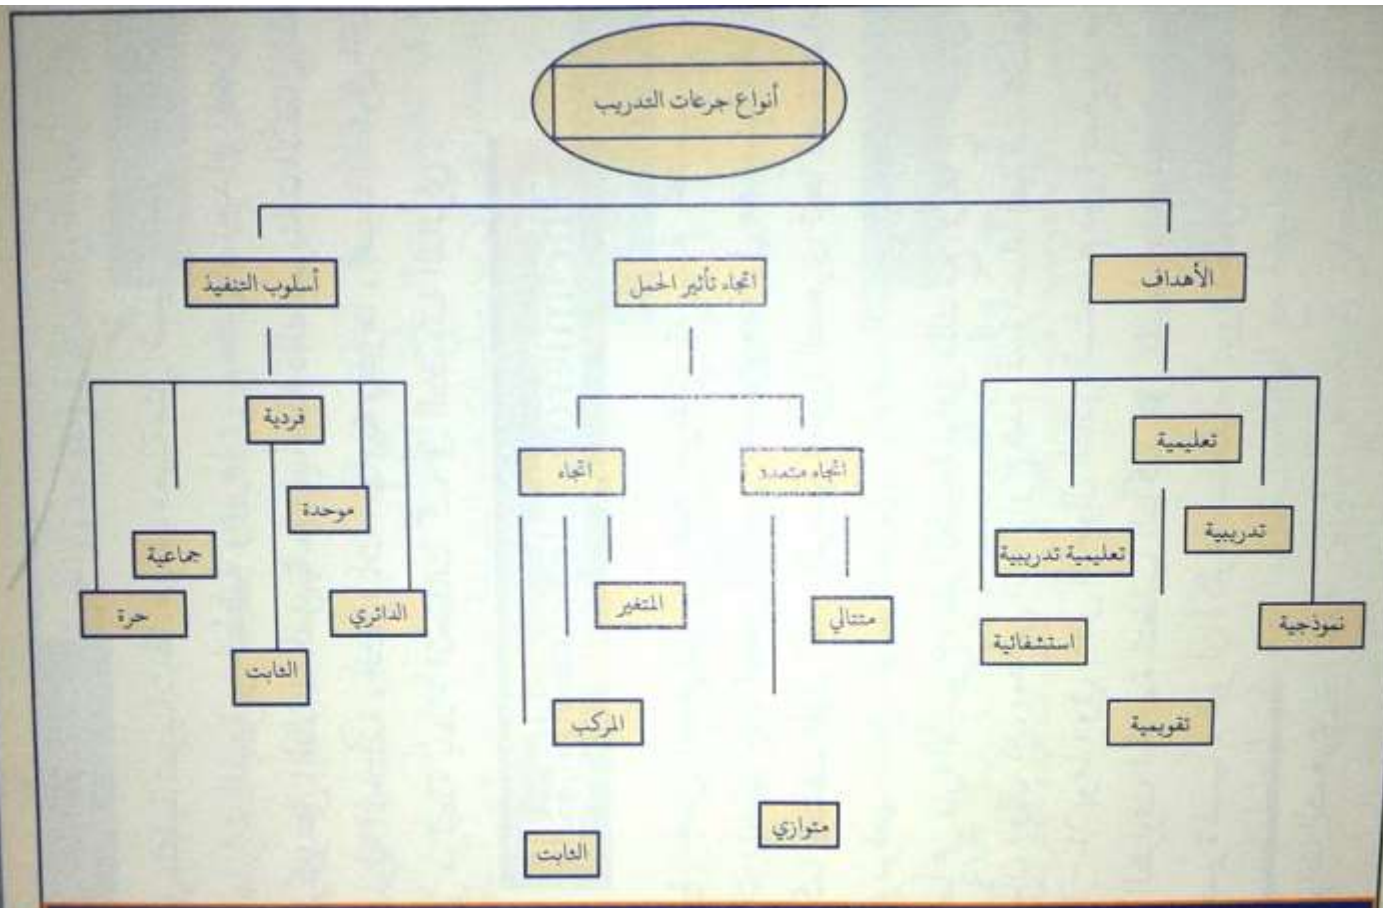 أنواع جرعات التدريب
الأهداف
اتجاه تأثير الحمل
أسلوب التنفيذ
تعليمية
تدريبية
تعليمية تدريبية
نموذجية
استشفائية
تقويمية
اتجاه متعدد
اتجاه
متتالي
المتغير
المركب
متوازي
الثابت
فردية
موحدة
جماعية
الدائري
حرة
الثابت